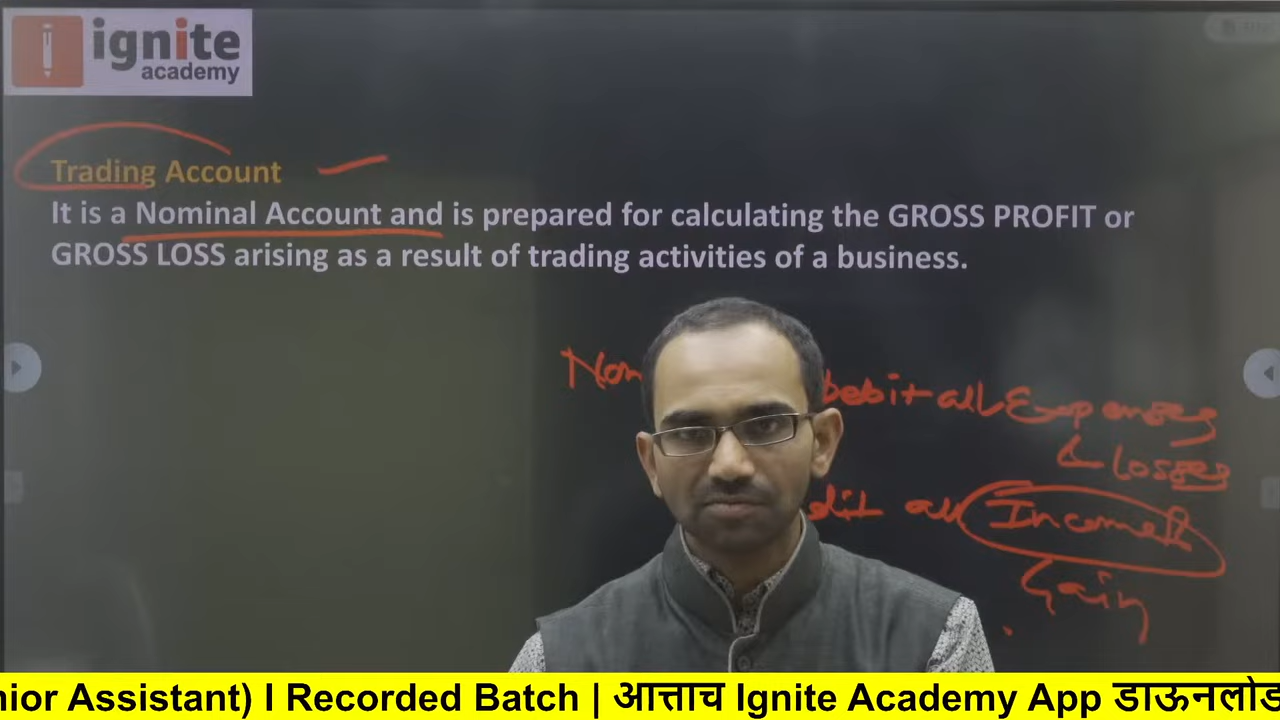 ignite
academy
Trading Account
It is a Nominal Account and is prepared for calculating the GROSS PROFIT or
GROSS LOSS arising as a result of trading activities of a business.
Debit all Expenses
& Losses
dit all Income &
Gain
nior Assistant) I Recorded Batch | आत्ताच Ignite Academy App डाऊनलोड